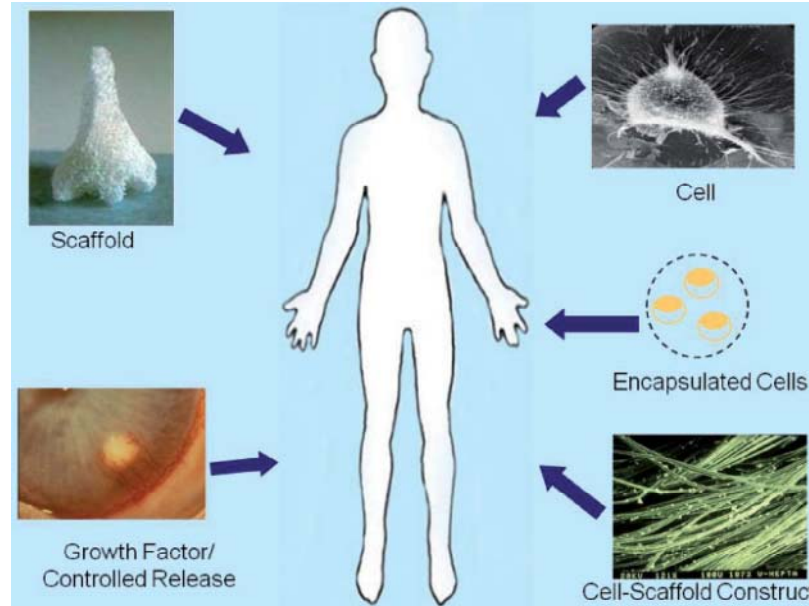 Scaffold
Cell
Encapsulated Cells
Growth Factor/
Controlled Release
Cell-Scaffold Construc